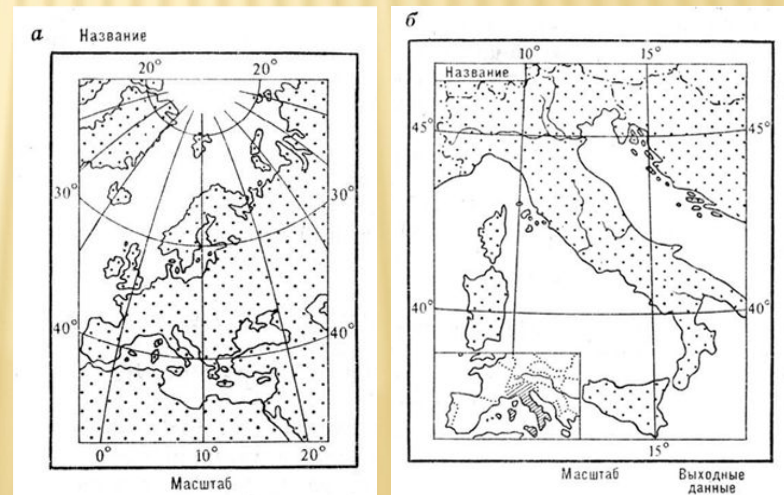 а Название
20° 20°
30° 30°
40° 40°
0° 10° 20°
Масштаб
б
10° 15°
Название
45° 45°
40° 40°
15°
Масштаб Выходные
данные